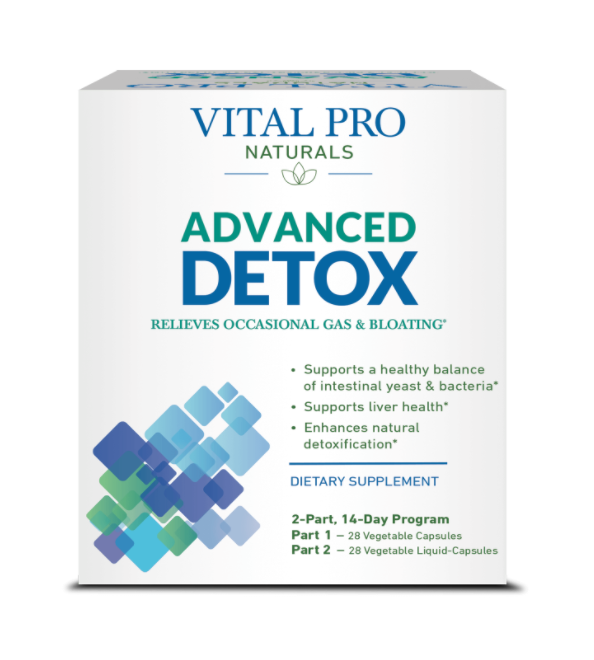 VITAL PRO
NATURALS
ADVANCED
DETOX
RELIEVES OCCASIONAL GAS & BLOATING*
• Supports a healthy balance
of intestinal yeast & bacteria*
• Supports liver health*
• Enhances natural
detoxification*
DIETARY SUPPLEMENT
2-Part, 14-Day Program
Part 1 – 28 Vegetable Capsules
Part 2 – 28 Vegetable Liquid-Capsules